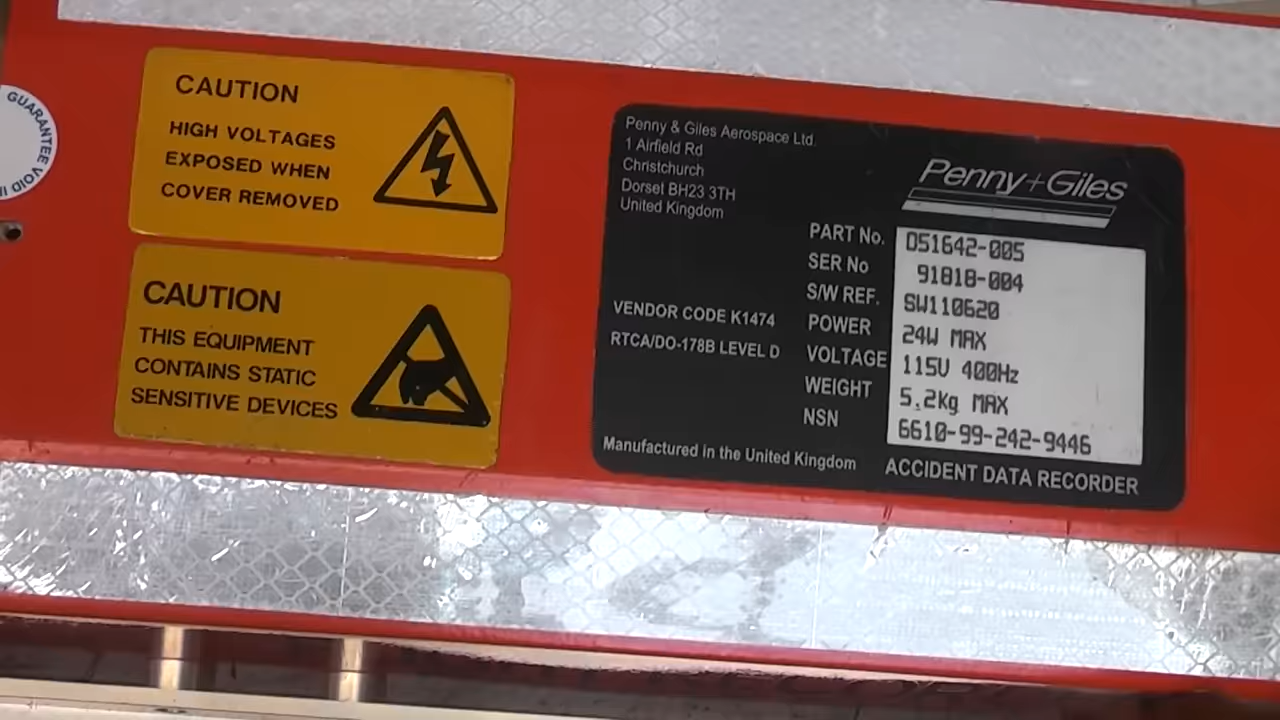 GUARANTEE VOID
CAUTION
HIGH VOLTAGES
EXPOSED WHEN
COVER REMOVED
CAUTION
THIS EQUIPMENT
CONTAINS STATIC
SENSITIVE DEVICES
Penny & Giles Aerospace Ltd.
1 Airfield Rd
Christchurch
Dorset BH23 3TH
United Kingdom
Penny+Giles
PART No. D51642-005
SER No 91818-004
S/W REF. SW110620
POWER 24W MAX
VOLTAGE 115V 400Hz
WEIGHT 5.2kg MAX
NSN 6610-99-242-9446
VENDOR CODE K1474
RTCA/DO-178B LEVEL D
Manufactured in the United Kingdom
ACCIDENT DATA RECORDER